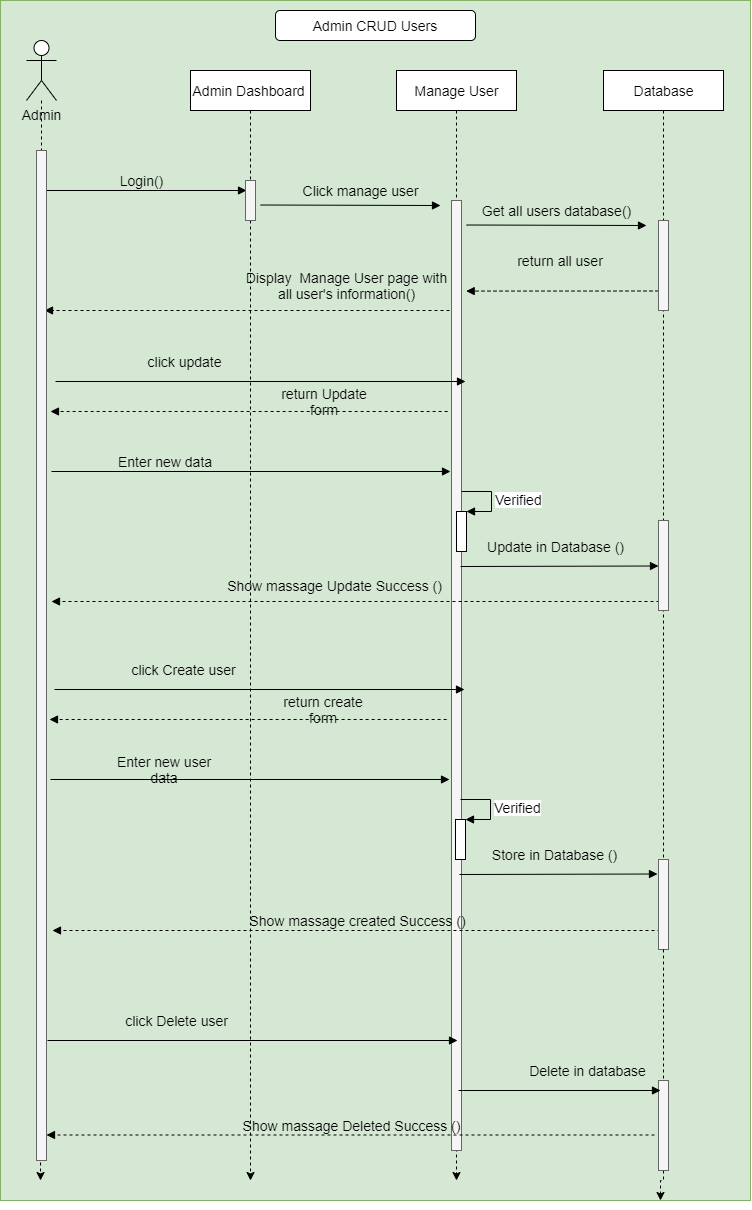 Admin CRUD Users
Admin Dashboard
Manage User
Database
Admin
Login()
Click manage user
Get all users database()
return all user
Display  Manage User page with
all user's information()
click update
return Update
form
Enter new data
Verified
Update in Database ()
Show massage Update Success ()
click Create user
return create
form
Enter new user
data
Verified
Store in Database ()
Show massage created Success ()
click Delete user
Delete in database
Show massage Deleted Success ()